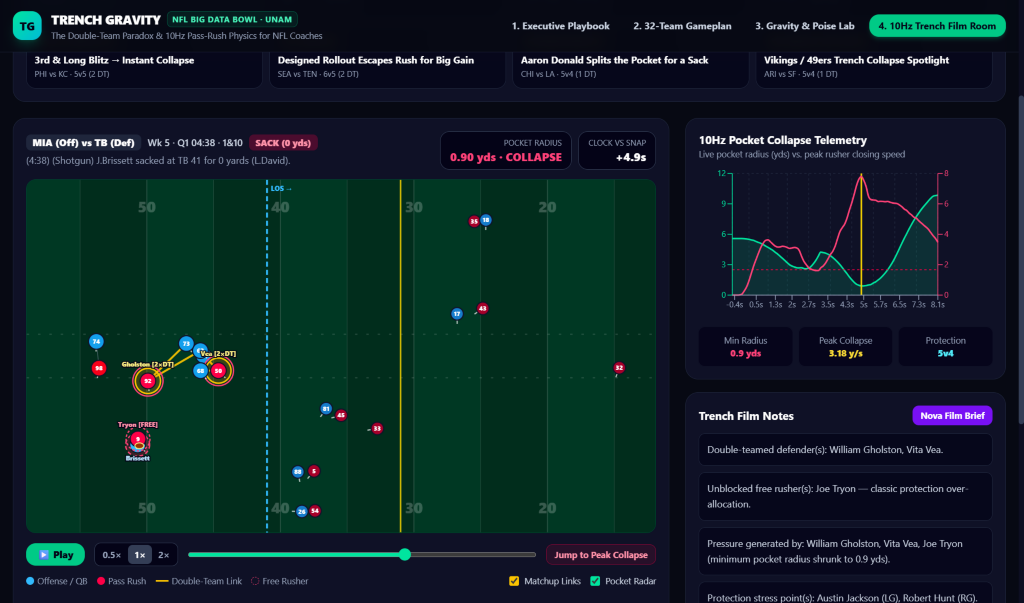 TG
TRENCH GRAVITY NFL BIG DATA BOWL · UNAM
The Double-Team Paradox & 10Hz Pass-Rush Physics for NFL Coaches
1. Executive Playbook 2. 32-Team Gameplan 3. Gravity & Poise Lab 4. 10Hz Trench Film Room
3rd & Long Blitz → Instant Collapse
PHI vs KC · 5v5 (2 DT)
Designed Rollout Escapes Rush for Big Gain
SEA vs TEN · 6v5 (2 DT)
Aaron Donald Splits the Pocket for a Sack
CHI vs LA · 5v4 (1 DT)
Vikings / 49ers Trench Collapse Spotlight
ARI vs SF · 5v4 (1 DT)
MIA (Off) vs TB (Def) Wk 5 · Q1 04:38 · 1&10 SACK (0 yds)
(4:38) (Shotgun) J.Brissett sacked at TB 41 for 0 yards (L.David).
POCKET RADIUS
0.90 yds · COLLAPSE
CLOCK VS SNAP
+4.9s
LOS →
50 40 30 20
35 18
17 43
74 73
98
Vea [2×DT]
Gholston [2×DT]
92 68 50
32
81 45
33
Tryon [FREE]
9
Brissett
88 5
26 54
50 40 30 20
▶ Play 0.5× 1× 2× Jump to Peak Collapse
Offense / QB Pass Rush Double-Team Link Free Rusher Matchup Links Pocket Radar
10Hz Pocket Collapse Telemetry
Live pocket radius (yds) vs. peak rusher closing speed
12 9 6 3 0
8 6 4 2 0
-0.4s 0.5s 1.3s 2s 2.7s 3.5s 4.3s 5s 5.7s 6.5s 7.3s 8.1s
Min Radius
0.9 yds
Peak Collapse
3.18 y/s
Protection
5v4
Trench Film Notes Nova Film Brief
Double-teamed defender(s): William Gholston, Vita Vea.
Unblocked free rusher(s): Joe Tryon — classic protection over-
allocation.
Pressure generated by: William Gholston, Vita Vea, Joe Tryon
(minimum pocket radius shrunk to 0.9 yds).
Protection stress point(s): Austin Jackson (LG), Robert Hunt (RG).